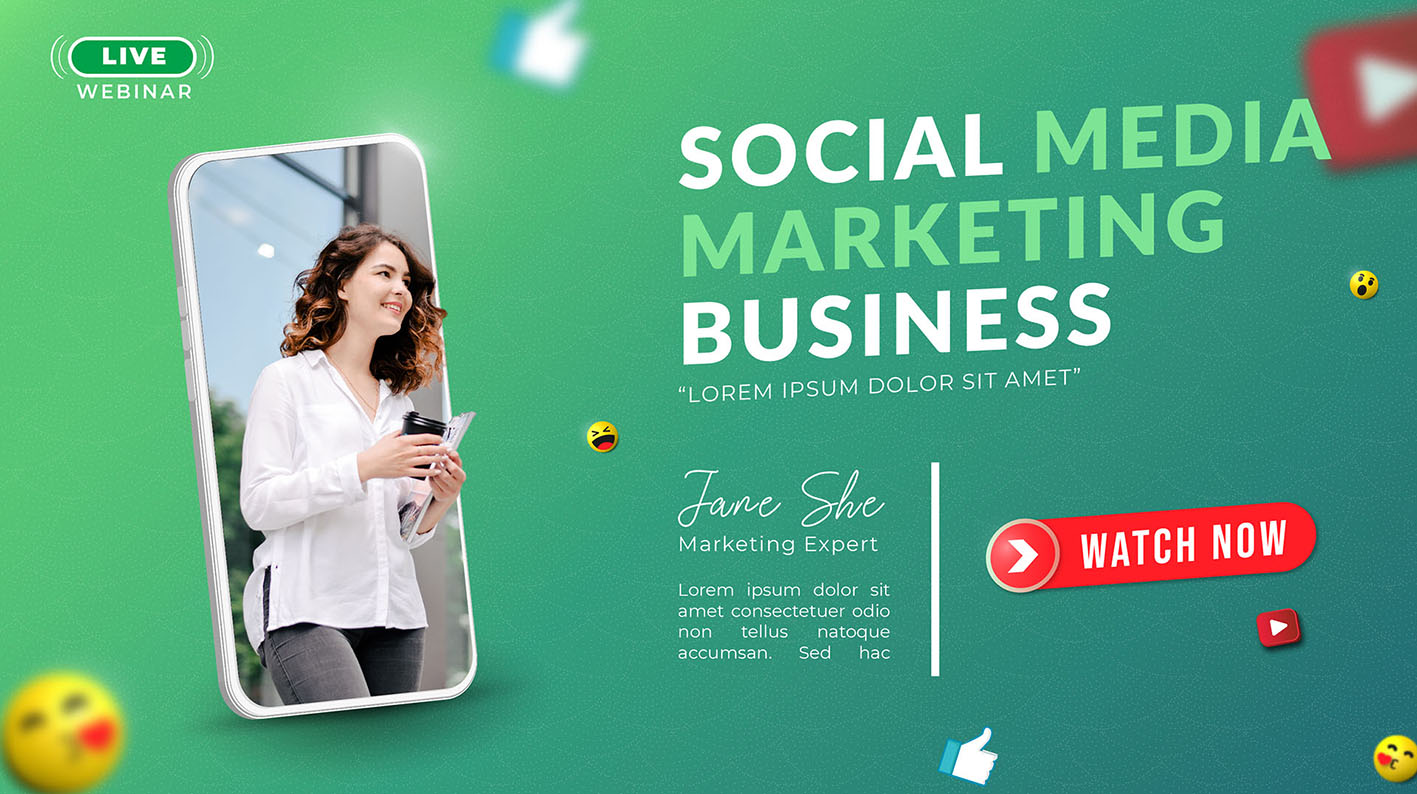 LIVE
WEBINAR
SOCIAL MEDIA
MARKETING
BUSINESS
“LOREM IPSUM DOLOR SIT AMET”
Jane She
Marketing Expert
Lorem ipsum dolor sit
amet consectetuer odio
non tellus natoque
accumsan. Sed hac
WATCH NOW